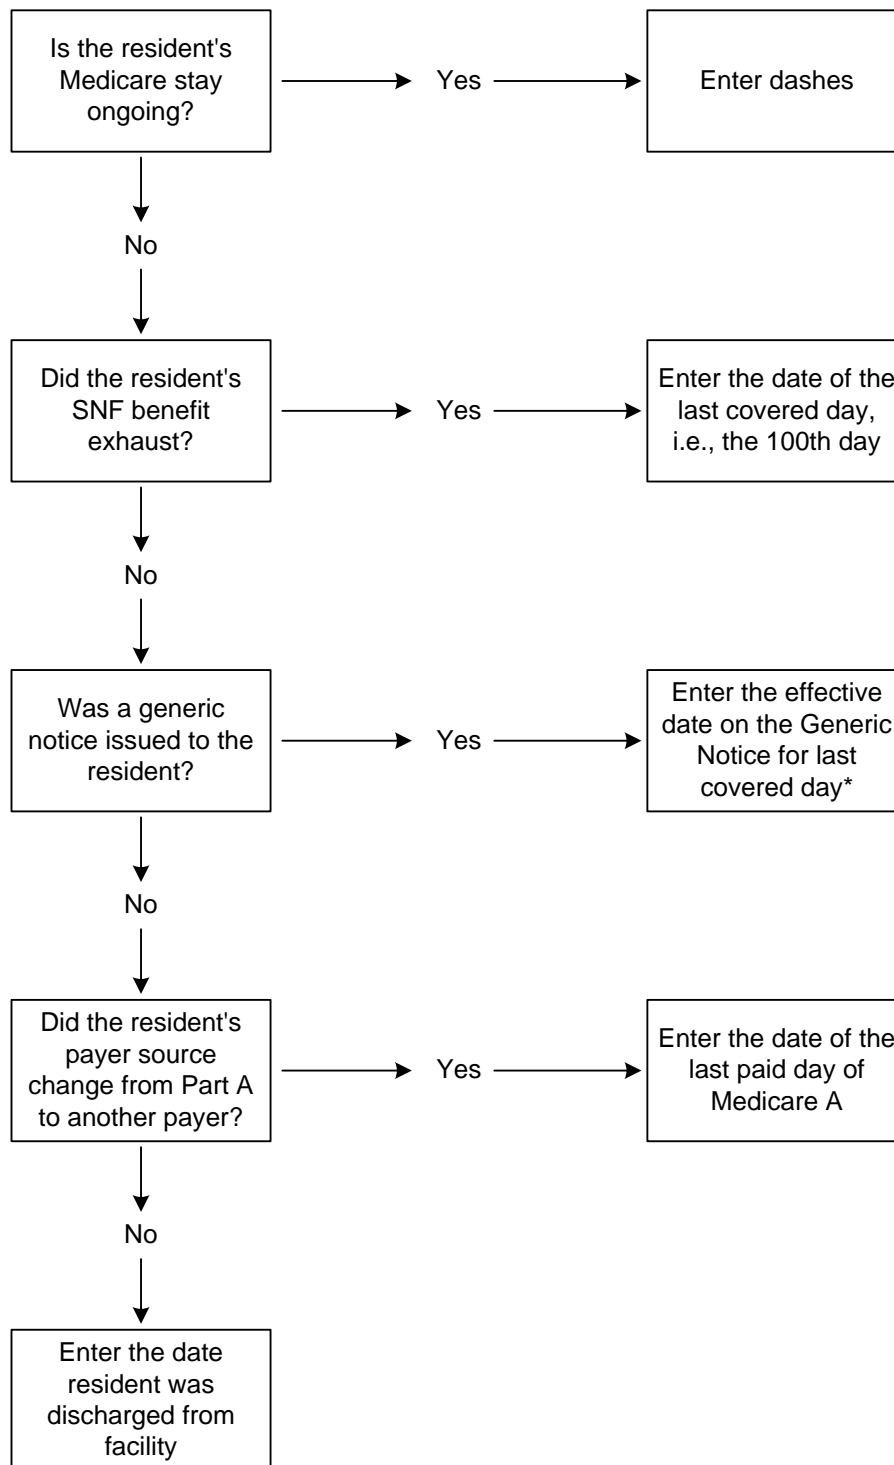 Is the resident's
Medicare stay
ongoing?
Yes
Enter dashes
No
Did the resident's
SNF benefit
exhaust?
Yes
Enter the date of the
last covered day,
i.e., the 100th day
No
Was a generic
notice issued to the
resident?
Yes
Enter the effective
date on the Generic
Notice for last
covered day*
No
Did the resident's
payer source
change from Part A
to another payer?
Yes
Enter the date of the
last paid day of
Medicare A
No
Enter the date
resident was
discharged from
facility